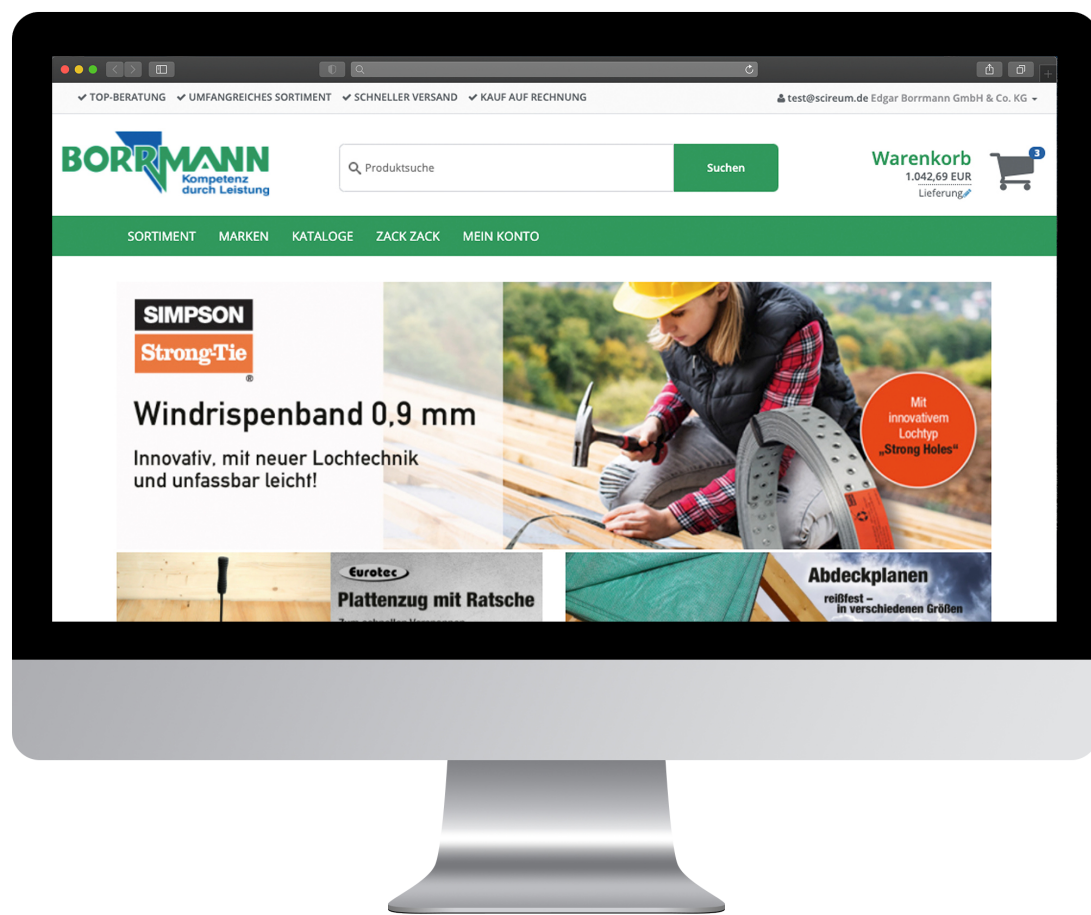 TOP-BERATUNG UMFANGREICHES SORTIMENT SCHNELLER VERSAND KAUF AUF RECHNUNG
test@scireum.de Edgar Borrmann GmbH & Co. KG
BORRMANN
Kompetenz
durch Leistung
Produktsuche
Suchen
Warenkorb
1.042,69 EUR
Lieferung
3
SORTIMENT MARKEN KATALOGE ZACK ZACK MEIN KONTO
SIMPSON
Strong-Tie
®
Windrispenband 0,9 mm
Innovativ, mit neuer Lochtechnik
und unfassbar leicht!
Mit
innovativem
Lochtyp
„Strong Holes“
Eurotec
Plattenzug mit Ratsche
Abdeckplanen
reißfest –
in verschiedenen Größen